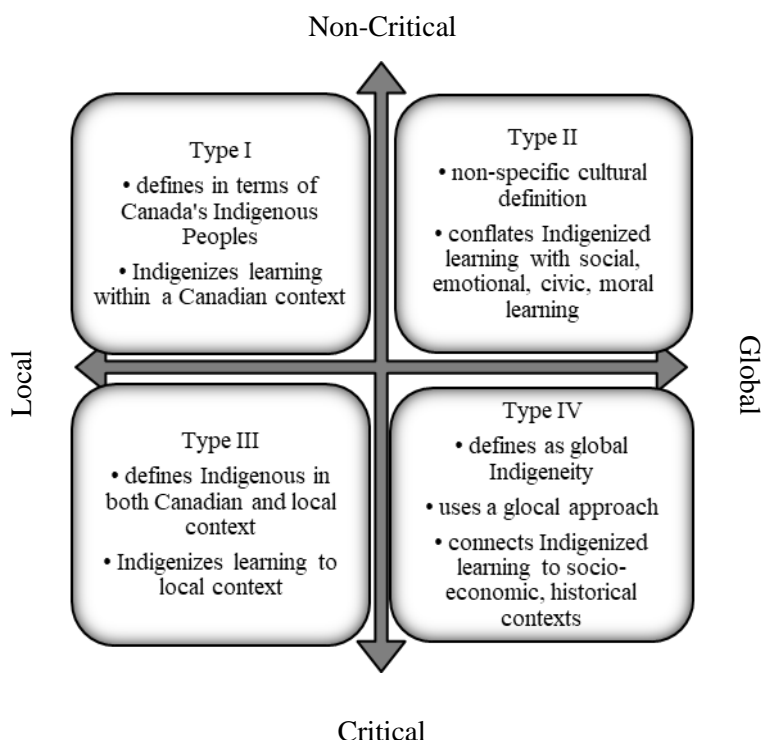 Non-Critical
Type I
• defines in terms of
Canada's Indigenous
Peoples
• Indigenizes learning
within a Canadian context
Type II
• non-specific cultural
definition
• conflates Indigenized
learning with social,
emotional, civic, moral
learning
Local
Global
Type III
• defines Indigenous in
both Canadian and local
context
• Indigenizes learning to
local context
Type IV
• defines as global
Indigeneity
• uses a glocal approach
• connects Indigenized
learning to socio-
economic, historical
contexts
Critical